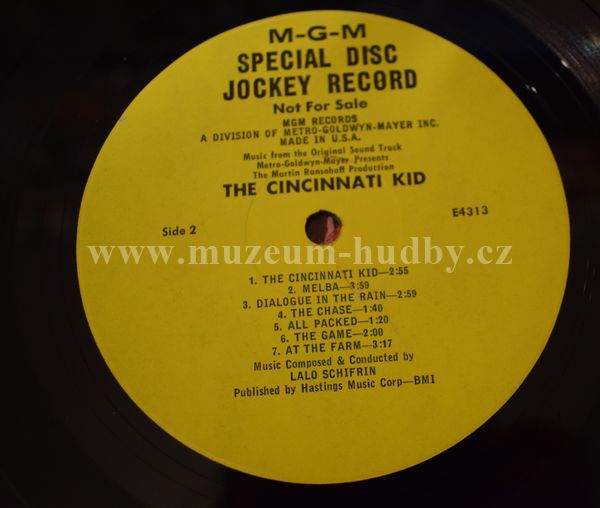 M-G-M
SPECIAL DISC
JOCKEY RECORD
Not For Sale
MGM RECORDS
A DIVISION OF METRO-GOLDWYN-MAYER INC.
MADE IN U.S.A.
Music from the Original Sound Track
Metro-Goldwyn-Mayer Presents
The Martin Ransohoff Production
THE CINCINNATI KID
E4313
Side 2
www.muzeum-hudby.cz
1. THE CINCINNATI KID—2:55
2. MELBA—3:59
3. DIALOGUE IN THE RAIN—2:59
4. THE CHASE—1:40
5. ALL PACKED—1:20
6. THE GAME—2:00
7. AT THE FARM—3:17
Music Composed & Conducted by
LALO SCHIFRIN
Published by Hastings Music Corp—BMI